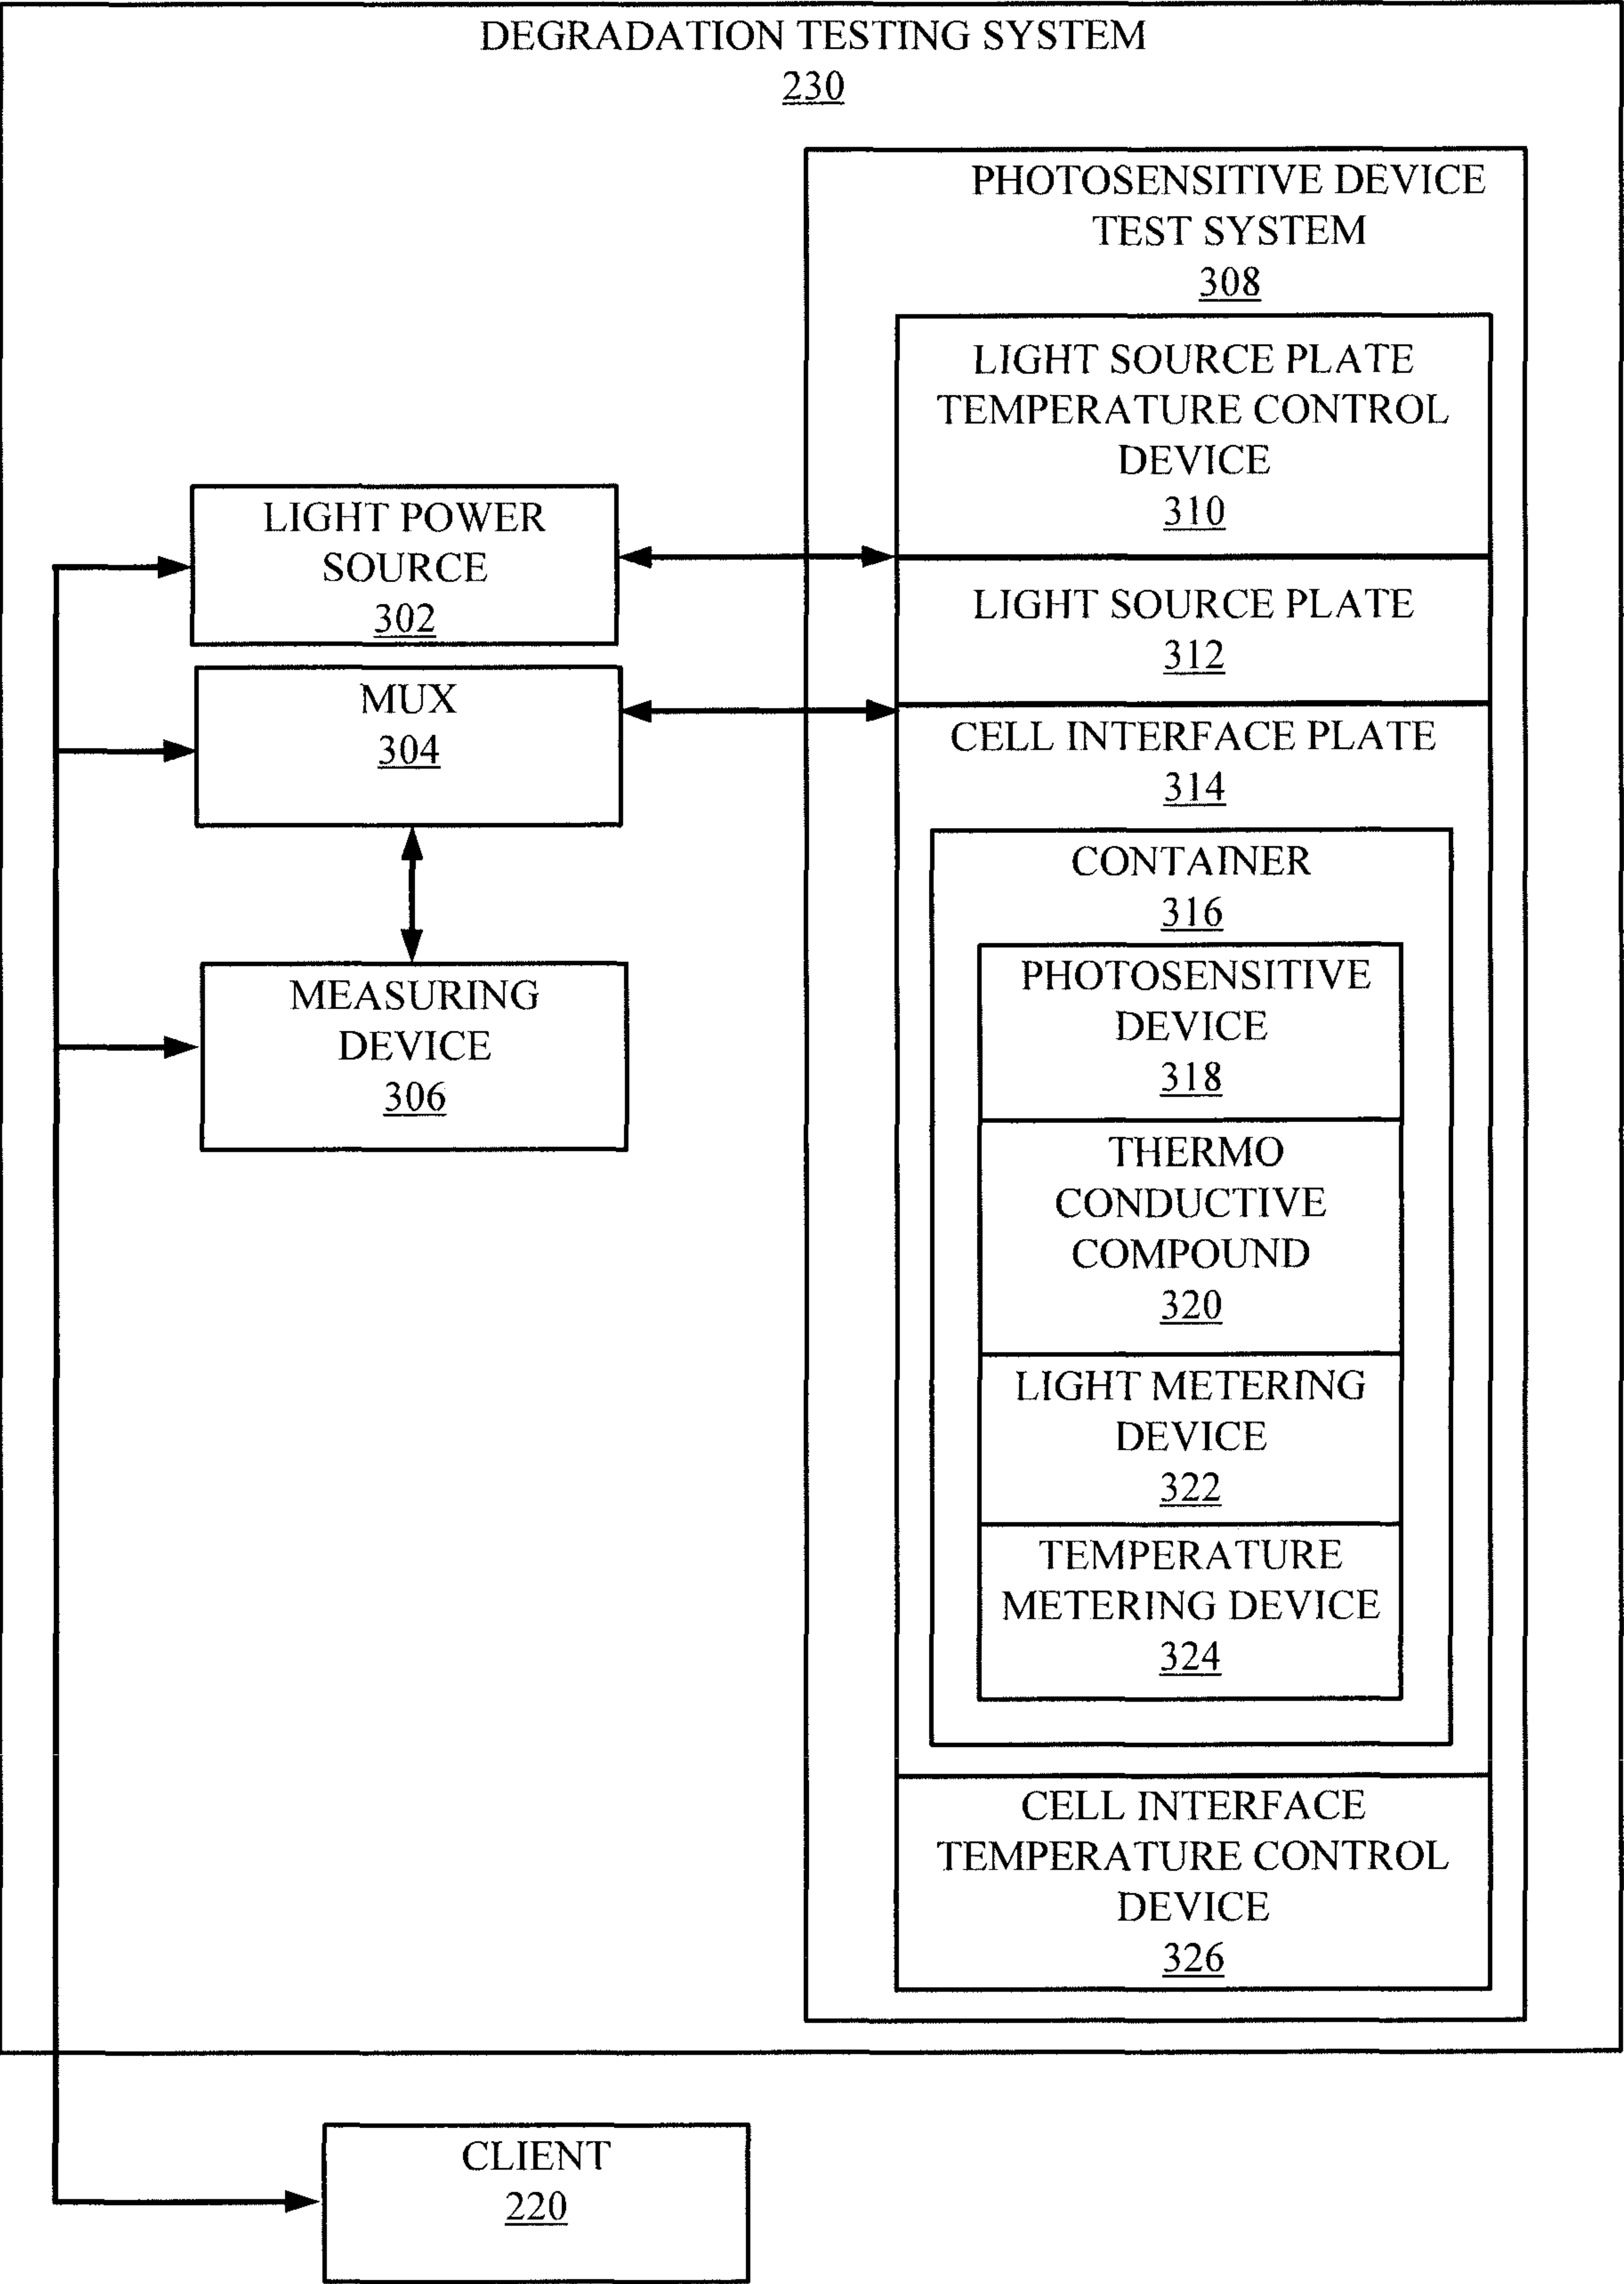 DEGRADATION TESTING SYSTEM
230
PHOTOSENSITIVE DEVICE
TEST SYSTEM
308
LIGHT SOURCE PLATE
TEMPERATURE CONTROL
DEVICE
310
LIGHT POWER
SOURCE
302
LIGHT SOURCE PLATE
312
MUX
304
CELL INTERFACE PLATE
314
CONTAINER
316
MEASURING
DEVICE
306
PHOTOSENSITIVE
DEVICE
318
THERMO
CONDUCTIVE
COMPOUND
320
LIGHT METERING
DEVICE
322
TEMPERATURE
METERING DEVICE
324
CELL INTERFACE
TEMPERATURE CONTROL
DEVICE
326
CLIENT
220